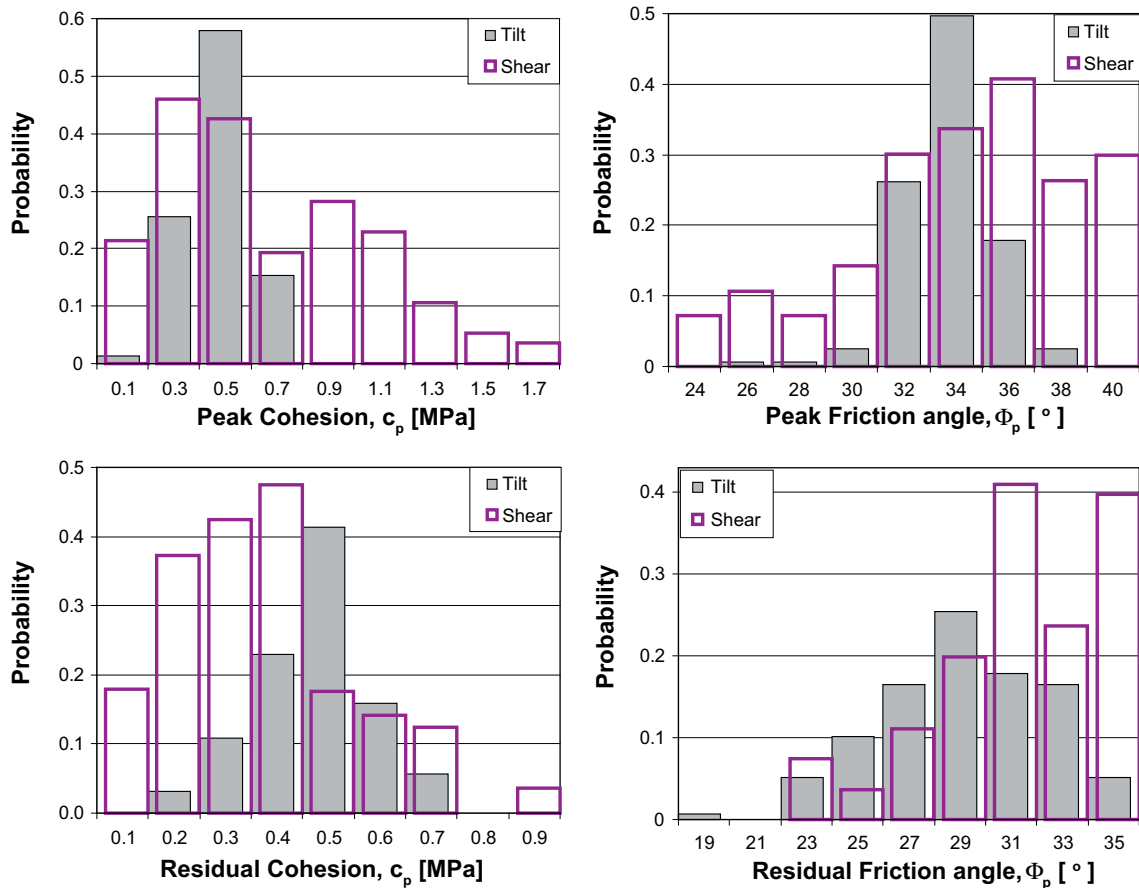 0.6
0.5
0.4
0.3
0.2
0.1
0
Probability
Tilt
Shear
0.1 0.3 0.5 0.7 0.9 1.1 1.3 1.5 1.7
Peak Cohesion, cp [MPa]
0.5
0.4
0.3
0.2
0.1
0
Probability
Tilt
Shear
24 26 28 30 32 34 36 38 40
Peak Friction angle, Φp [ ° ]
0.5
0.4
0.3
0.2
0.1
0.0
Probability
Tilt
Shear
0.1 0.2 0.3 0.4 0.5 0.6 0.7 0.8 0.9
Residual Cohesion, cp [MPa]
0.4
0.3
0.2
0.1
0
Probability
Tilt
Shear
19 21 23 25 27 29 31 33 35
Residual Friction angle, Φp [ ° ]